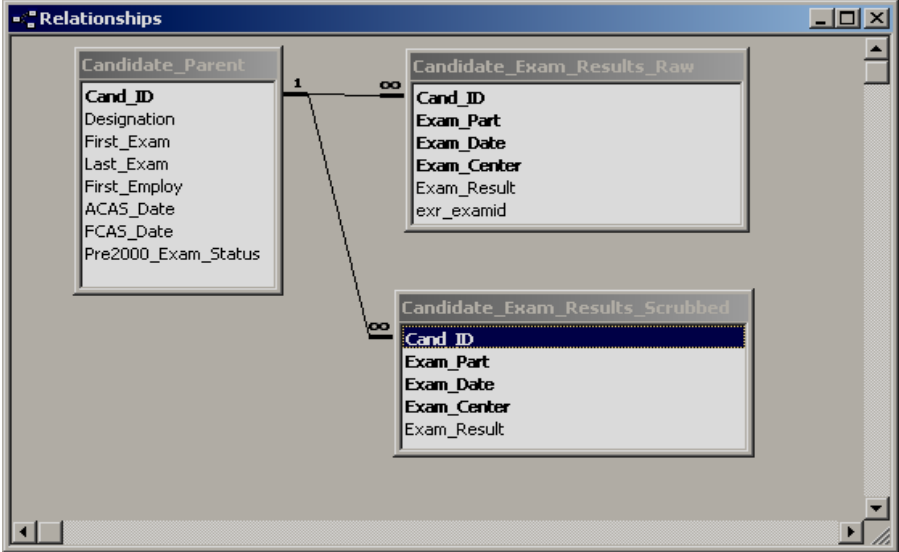 Relationships
Candidate_Parent
Cand_ID
Designation
First_Exam
Last_Exam
First_Employ
ACAS_Date
FCAS_Date
Pre2000_Exam_Status
1
∞
Candidate_Exam_Results_Raw
Cand_ID
Exam_Part
Exam_Date
Exam_Center
Exam_Result
exr_examid
∞
Candidate_Exam_Results_Scrubbed
Cand_ID
Exam_Part
Exam_Date
Exam_Center
Exam_Result